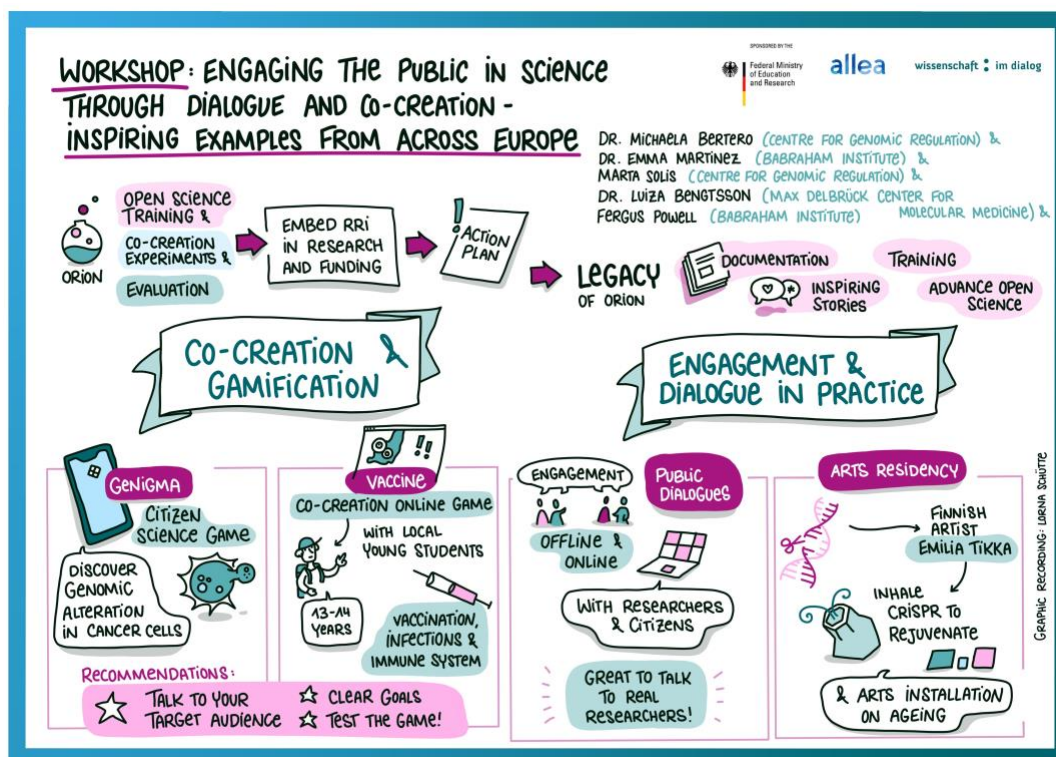 WORKSHOP: ENGAGING THE PUBLIC IN SCIENCE
THROUGH DIALOGUE AND CO-CREATION -
INSPIRING EXAMPLES FROM ACROSS EUROPE
SPONSORED BY THE
Federal Ministry
of Education
and Research
allea
wissenschaft : im dialog
DR. MICHAELA BERTERO (CENTRE FOR GENOMIC REGULATION) &
DR. EMMA MARTINEZ (BABRAHAM INSTITUTE) &
MARTA SOLIS (CENTRE FOR GENOMIC REGULATION) &
DR. LUIZA BENGTSSON (MAX DELBRÜCK CENTER FOR
MOLECULAR MEDICINE) &
FERGUS POWELL (BABRAHAM INSTITUTE)
ORION
OPEN SCIENCE
TRAINING &
CO-CREATION
EXPERIMENTS &
EVALUATION
EMBED RRI
IN RESEARCH
AND FUNDING
! ACTION
PLAN
LEGACY
OF ORION
DOCUMENTATION
TRAINING
INSPIRING
STORIES
ADVANCE OPEN
SCIENCE
CO-CREATION &
GAMIFICATION
ENGAGEMENT &
DIALOGUE IN PRACTICE
GENIGMA
CITIZEN
SCIENCE GAME
DISCOVER
GENOMIC
ALTERATION
IN CANCER CELLS
!!
VACCINE
CO-CREATION ONLINE GAME
WITH LOCAL
YOUNG STUDENTS
13-14
YEARS
VACCINATION,
INFECTIONS &
IMMUNE SYSTEM
RECOMMENDATIONS:
TALK TO YOUR
TARGET AUDIENCE
CLEAR GOALS
TEST THE GAME!
ENGAGEMENT
OFFLINE &
ONLINE
PUBLIC
DIALOGUES
WITH RESEARCHERS
& CITIZENS
GREAT TO TALK
TO REAL
RESEARCHERS!
ARTS RESIDENCY
FINNISH
ARTIST
EMILIA TIKKA
INHALE
CRISPR TO
REJUVENATE
& ARTS INSTALLATION
ON AGEING
GRAPHIC RECORDING: LORNA SCHÜTTE